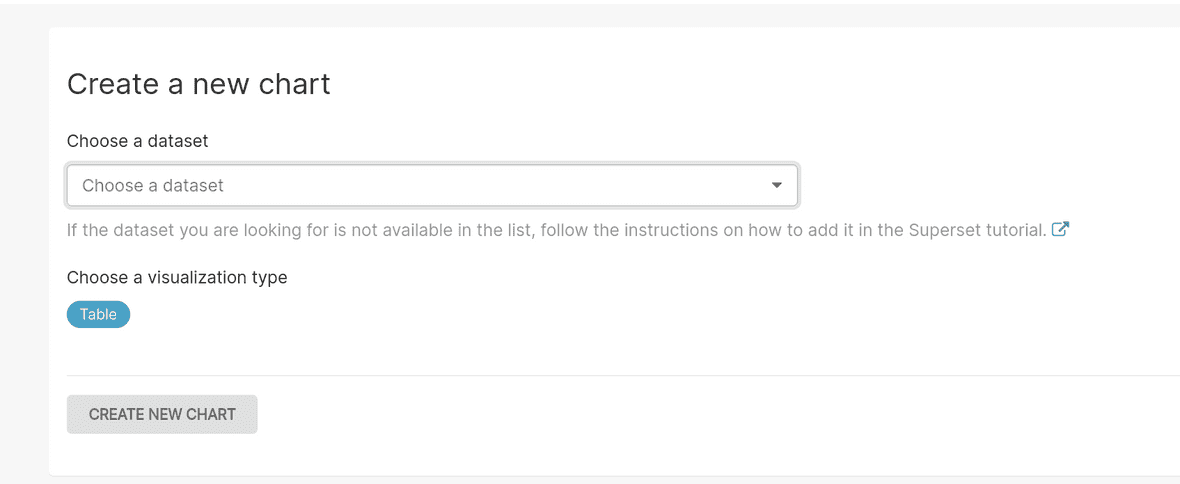 Create a new chart
Choose a dataset
Choose a dataset
If the dataset you are looking for is not available in the list, follow the instructions on how to add it in the Superset tutorial.
Choose a visualization type
Table
CREATE NEW CHART